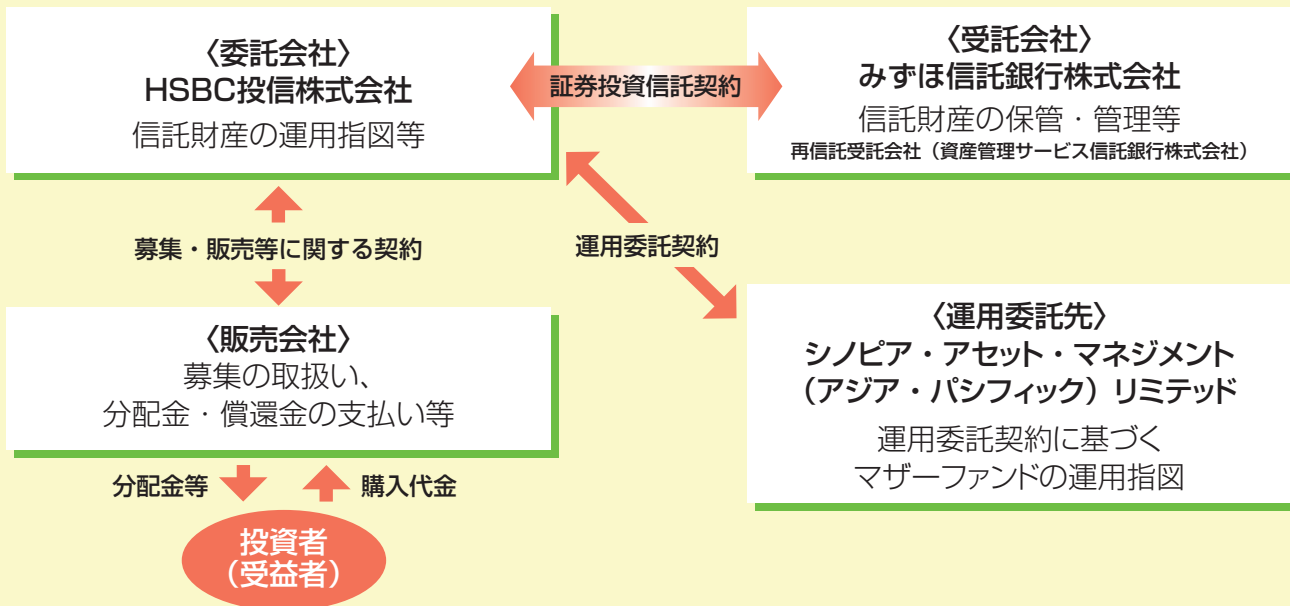 〈委託会社〉
HSBC投信株式会社
信託財産の運用指図等
証券投資信託契約
〈受託会社〉
みずほ信託銀行株式会社
信託財産の保管・管理等
再信託受託会社（資産管理サービス信託銀行株式会社）
募集・販売等に関する契約
運用委託契約
〈販売会社〉
募集の取扱い、
分配金・償還金の支払い等
〈運用委託先〉
シノピア・アセット・マネジメント
（アジア・パシフィック）リミテッド
運用委託契約に基づく
マザーファンドの運用指図
分配金等
購入代金
投資者
（受益者）